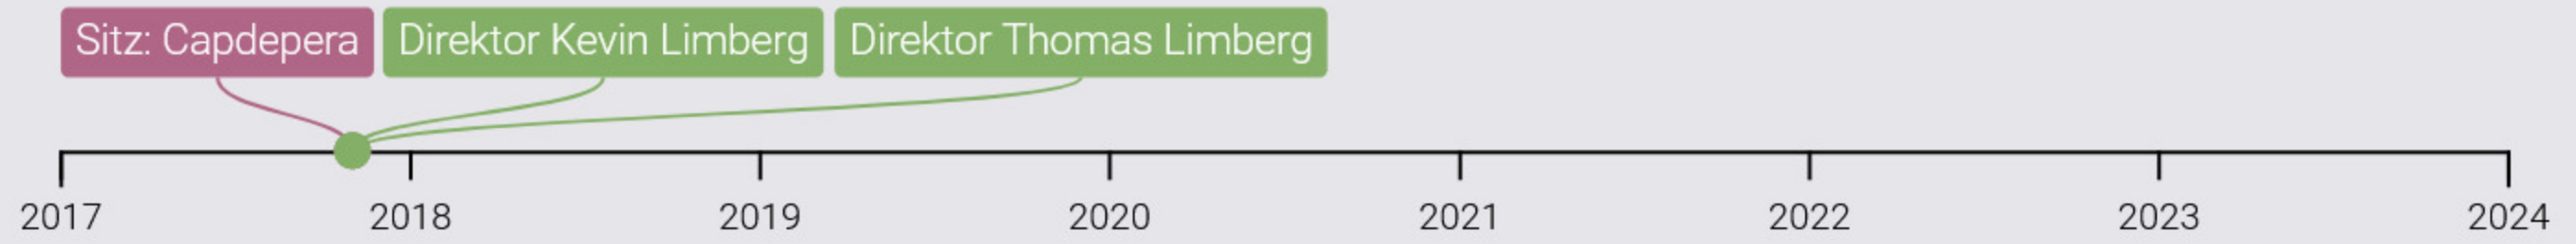 Sitz: Capdepera Direktor Kevin Limberg Direktor Thomas Limberg
2017 2018 2019 2020 2021 2022 2023 2024